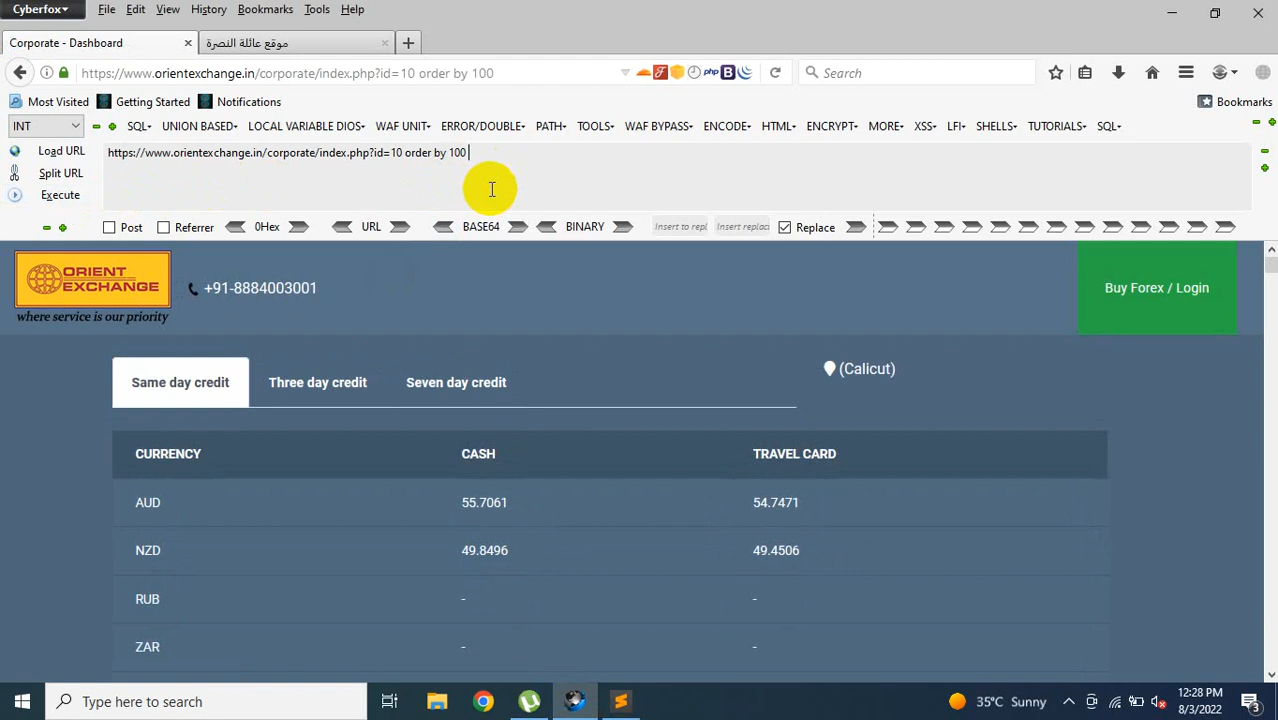 Cyberfox
File Edit View History Bookmarks Tools Help
Corporate - Dashboard
موقع عائلة النصرة
https://www.orientexchange.in/corporate/index.php?id=10 order by 100
php
B
Search
Most Visited Getting Started Notifications Bookmarks
INT SQL- UNION BASED- LOCAL VARIABLE DIOS- WAF UNIT- ERROR/DOUBLE- PATH- TOOLS- WAF BYPASS- ENCODE- HTML- ENCRYPT- MORE- XSS- LFI- SHELLS- TUTORIALS- SQL-
Load URL
https://www.orientexchange.in/corporate/index.php?id=10 order by 100
Split URL
Execute
Post Referrer 0Hex URL BASE64 BINARY Insert to repl Insert replac Replace
ORIENT
EXCHANGE
where service is our priority
+91-8884003001
Buy Forex / Login
Same day credit Three day credit Seven day credit
(Calicut)
CURRENCY CASH TRAVEL CARD
AUD 55.7061 54.7471
NZD 49.8496 49.4506
RUB - -
ZAR - -
Type here to search
35°C Sunny
12:28 PM
8/3/2022
3